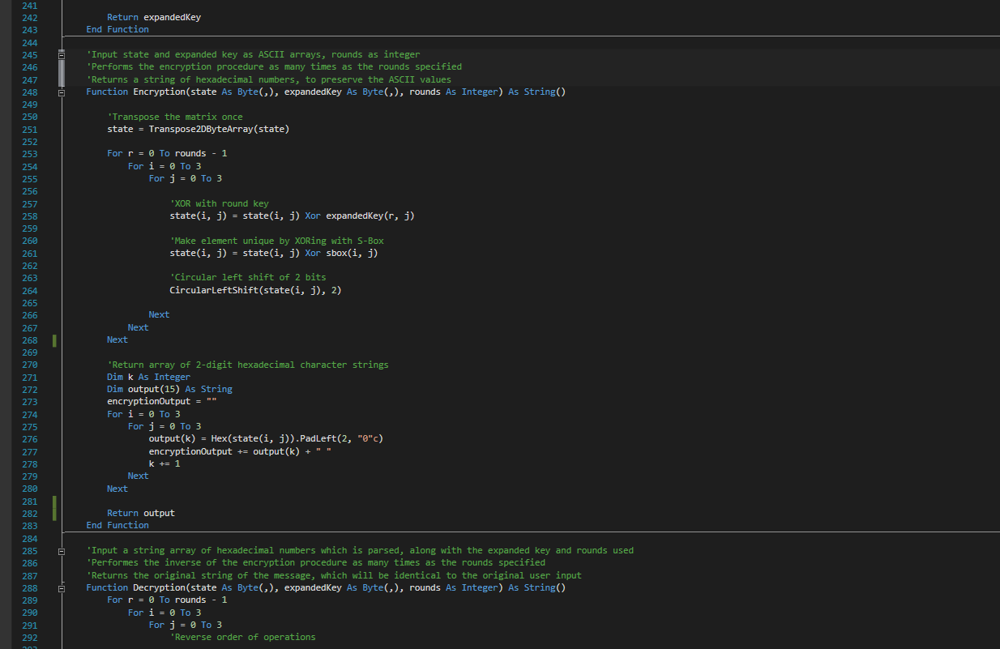 241
242 Return expandedKey
243 End Function
244
245 'Input state and expanded key as ASCII arrays, rounds as integer
246 'Performs the encryption procedure as many times as the rounds specified
247 'Returns a string of hexadecimal numbers, to preserve the ASCII values
248 Function Encryption(state As Byte(,), expandedKey As Byte(,), rounds As Integer) As String()
249
250 'Transpose the matrix once
251 state = Transpose2DByteArray(state)
252
253 For r = 0 To rounds - 1
254 For i = 0 To 3
255 For j = 0 To 3
256
257 'XOR with round key
258 state(i, j) = state(i, j) Xor expandedKey(r, j)
259
260 'Make element unique by XORing with S-Box
261 state(i, j) = state(i, j) Xor sbox(i, j)
262
263 'Circular left shift of 2 bits
264 CircularLeftShift(state(i, j), 2)
265
266 Next
267 Next
268 Next
269
270 'Return array of 2-digit hexadecimal character strings
271 Dim k As Integer
272 Dim output(15) As String
273 encryptionOutput = ""
274 For i = 0 To 3
275 For j = 0 To 3
276 output(k) = Hex(state(i, j)).PadLeft(2, "0"c)
277 encryptionOutput += output(k) + " "
278 k += 1
279 Next
280 Next
281
282 Return output
283 End Function
284
285 'Input a string array of hexadecimal numbers which is parsed, along with the expanded key and rounds used
286 'Performes the inverse of the encryption procedure as many times as the rounds specified
287 'Returns the original string of the message, which will be identical to the original user input
288 Function Decryption(state As Byte(,), expandedKey As Byte(,), rounds As Integer) As String()
289 For r = 0 To rounds - 1
290 For i = 0 To 3
291 For j = 0 To 3
292 'Reverse order of operations